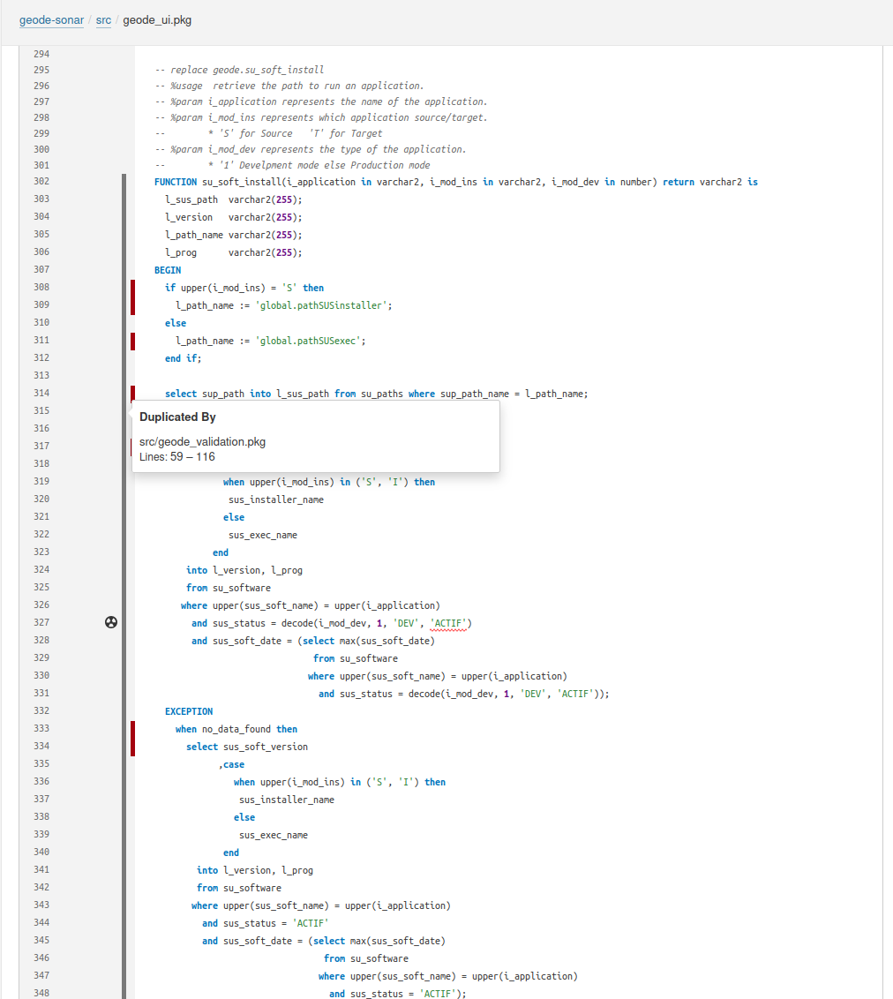 geode-sonar / src / geode_ui.pkg
294
295 -- replace geode.su_soft_install
296 -- %usage  retrieve the path to run an application.
297 -- %param i_application represents the name of the application.
298 -- %param i_mod_ins represents which application source/target.
299 --        * 'S' for Source   'T' for Target
300 -- %param i_mod_dev represents the type of the application.
301 --        * '1' Develpment mode else Production mode
302 FUNCTION su_soft_install(i_application in varchar2, i_mod_ins in varchar2, i_mod_dev in number) return varchar2 is
303   l_sus_path  varchar2(255);
304   l_version   varchar2(255);
305   l_path_name varchar2(255);
306   l_prog      varchar2(255);
307 BEGIN
308   if upper(i_mod_ins) = 'S' then
309     l_path_name := 'global.pathSUSinstaller';
310   else
311     l_path_name := 'global.pathSUSexec';
312   end if;
313
314   select sup_path into l_sus_path from su_paths where sup_path_name = l_path_name;
315
Duplicated By
316
src/geode_validation.pkg
317
Lines: 59 – 116
318
319              when upper(i_mod_ins) in ('S', 'I') then
320               sus_installer_name
321              else
322               sus_exec_name
323            end
324       into l_version, l_prog
325       from su_software
326      where upper(sus_soft_name) = upper(i_application)
327        and sus_status = decode(i_mod_dev, 1, 'DEV', 'ACTIF')
328        and sus_soft_date = (select max(sus_soft_date)
329                               from su_software
330                              where upper(sus_soft_name) = upper(i_application)
331                                and sus_status = decode(i_mod_dev, 1, 'DEV', 'ACTIF'));
332   EXCEPTION
333     when no_data_found then
334       select sus_soft_version
335             ,case
336                when upper(i_mod_ins) in ('S', 'I') then
337                 sus_installer_name
338                else
339                 sus_exec_name
340              end
341         into l_version, l_prog
342         from su_software
343        where upper(sus_soft_name) = upper(i_application)
344          and sus_status = 'ACTIF'
345          and sus_soft_date = (select max(sus_soft_date)
346                                 from su_software
347                                where upper(sus_soft_name) = upper(i_application)
348                                  and sus_status = 'ACTIF');